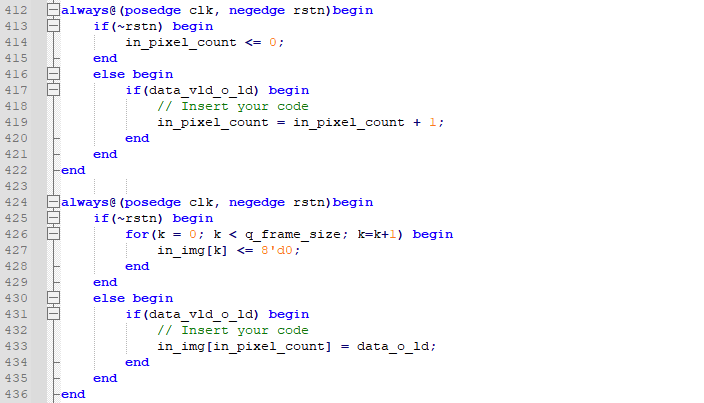 412 always@(posedge clk, negedge rstn)begin
413     if(~rstn) begin
414         in_pixel_count <= 0;
415     end
416     else begin
417         if(data_vld_o_ld) begin
418             // Insert your code
419             in_pixel_count = in_pixel_count + 1;
420         end
421     end
422 end
423
424 always@(posedge clk, negedge rstn)begin
425     if(~rstn) begin
426         for(k = 0; k < q_frame_size; k=k+1) begin
427             in_img[k] <= 8'd0;
428         end
429     end
430     else begin
431         if(data_vld_o_ld) begin
432             // Insert your code
433             in_img[in_pixel_count] = data_o_ld;
434         end
435     end
436 end